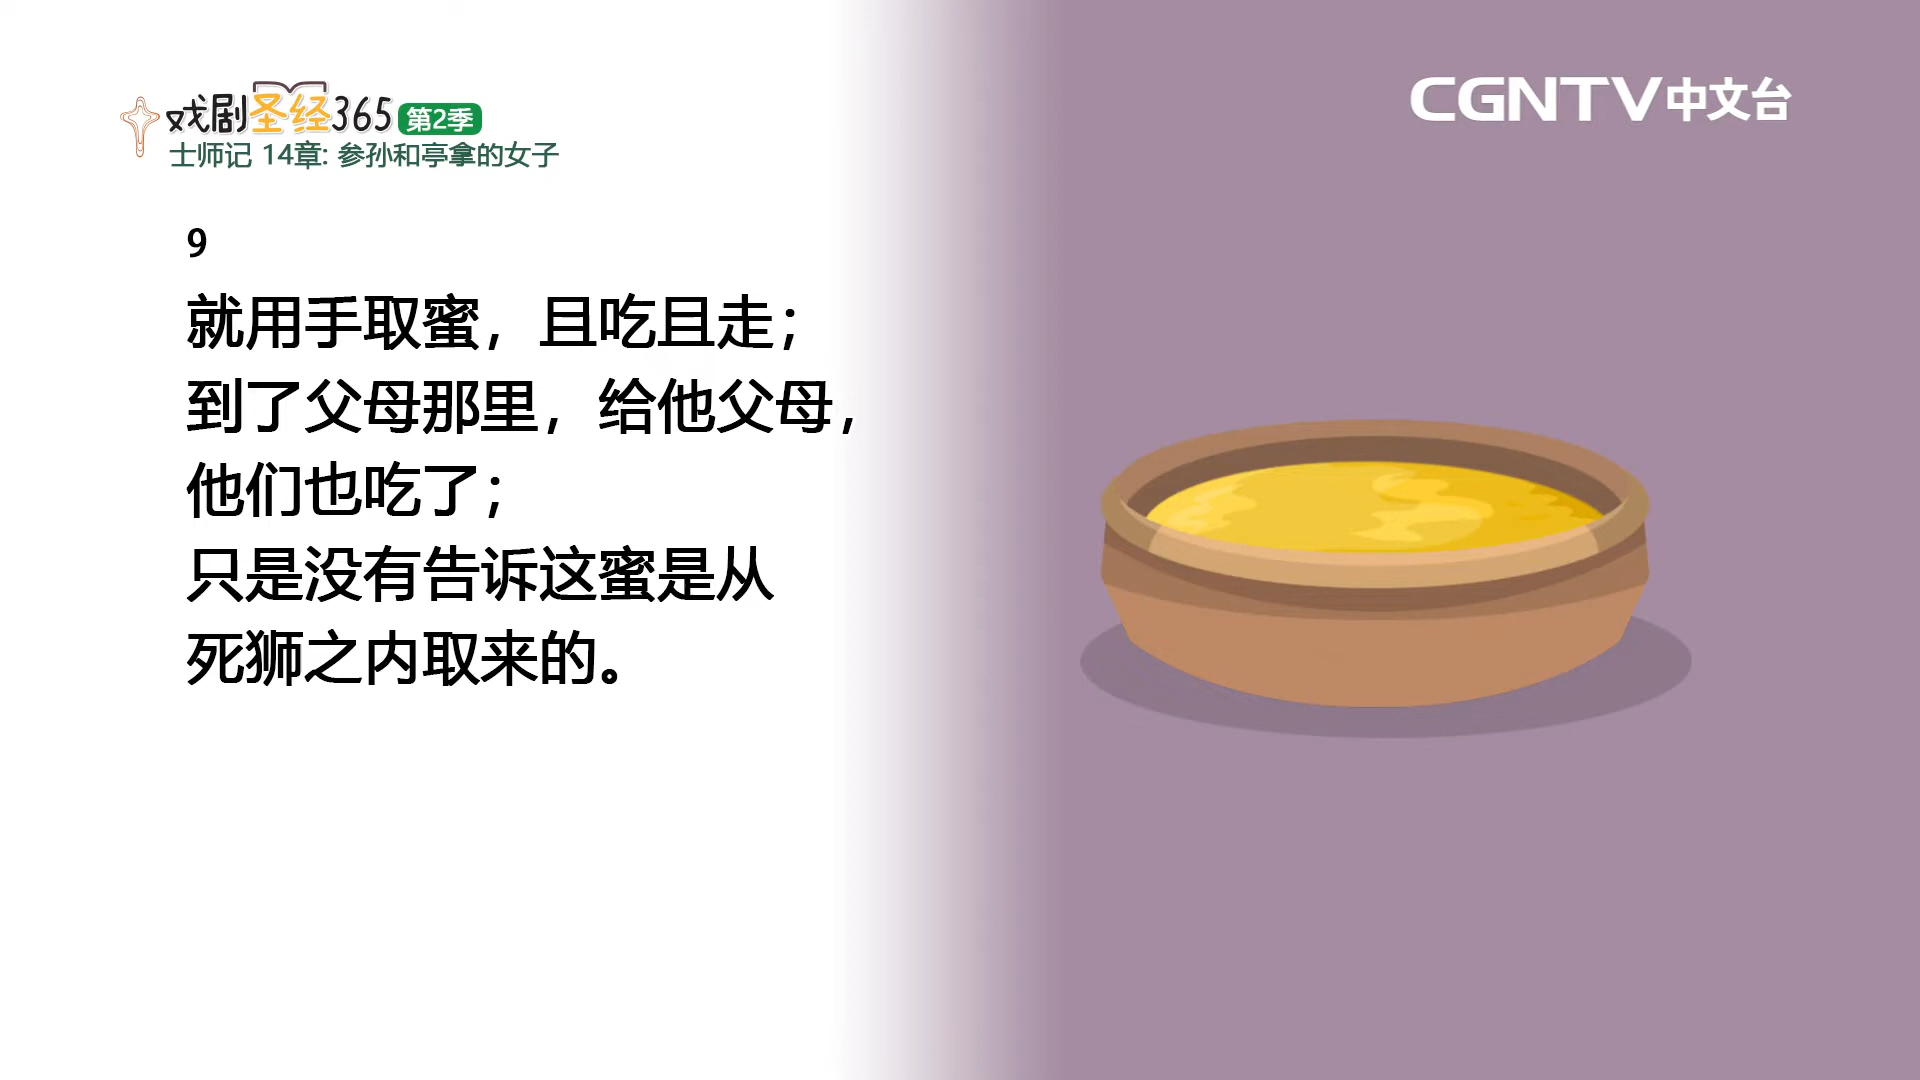 戏剧圣经365 第2季
士师记 14章: 参孙和亭拿的女子
CGNTV中文台
9
就用手取蜜，且吃且走；
到了父母那里，给他父母，
他们也吃了；
只是没有告诉这蜜是从
死狮之内取来的。